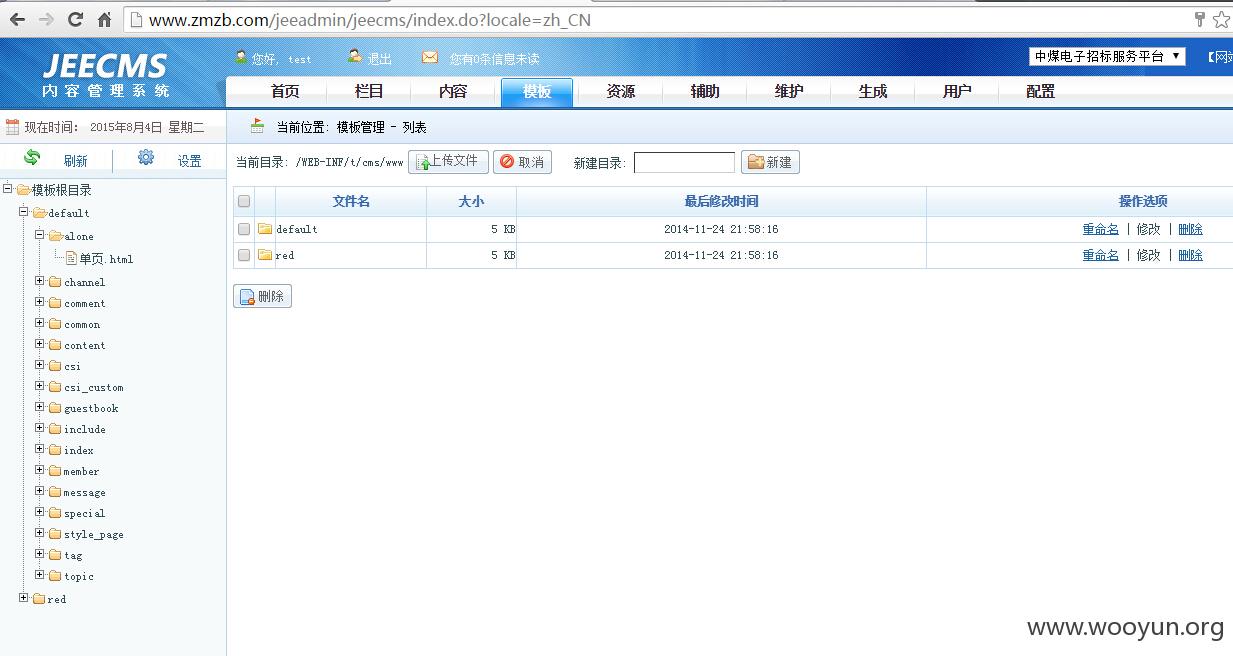 www.zmzb.com/jeeadmin/jeecms/index.do?locale=zh_CN
JEECMS
内容管理系统
您好，test 退出 您有0条信息未读
中煤电子招标服务平台
首页 栏目 内容 模板 资源 辅助 维护 生成 用户 配置
现在时间： 2015年8月4日 星期二
当前位置: 模板管理 - 列表
刷新 设置
当前目录: /WEB-INF/t/cms/www 上传文件 取消 新建目录: 新建
模板根目录
default
alone
单页.html
channel
comment
common
content
csi
csi_custom
guestbook
include
index
member
message
special
style_page
tag
topic
red
文件名 大小 最后修改时间 操作选项
default 5 KB 2014-11-24 21:58:16 重命名 | 修改 | 删除
red 5 KB 2014-11-24 21:58:16 重命名 | 修改 | 删除
删除
www.wooyun.org